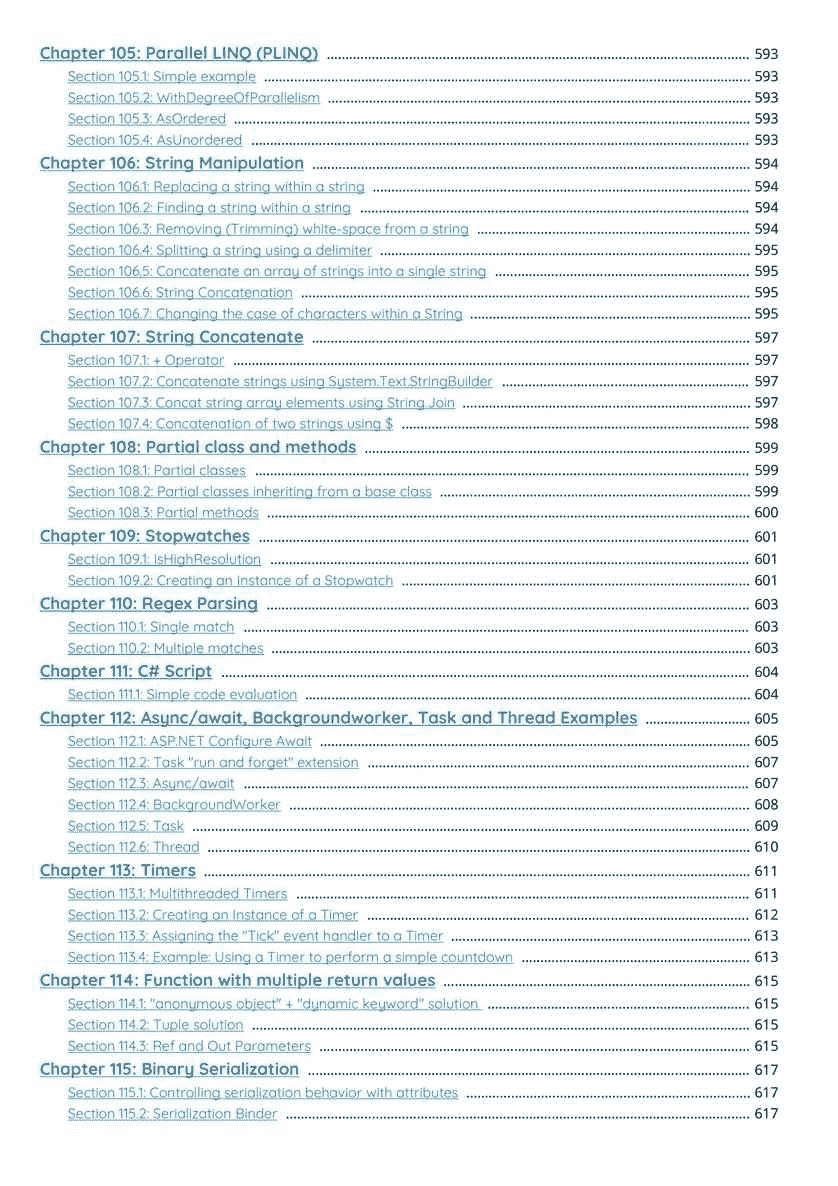 Chapter 105: Parallel LINQ (PLINQ) ........ 593
Section 105.1: Simple example ........ 593
Section 105.2: WithDegreeOfParallelism ........ 593
Section 105.3: AsOrdered ........ 593
Section 105.4: AsUnordered ........ 593
Chapter 106: String Manipulation ........ 594
Section 106.1: Replacing a string within a string ........ 594
Section 106.2: Finding a string within a string ........ 594
Section 106.3: Removing (Trimming) white-space from a string ........ 594
Section 106.4: Splitting a string using a delimiter ........ 595
Section 106.5: Concatenate an array of strings into a single string ........ 595
Section 106.6: String Concatenation ........ 595
Section 106.7: Changing the case of characters within a String ........ 595
Chapter 107: String Concatenate ........ 597
Section 107.1: + Operator ........ 597
Section 107.2: Concatenate strings using System.Text.StringBuilder ........ 597
Section 107.3: Concat string array elements using String.Join ........ 597
Section 107.4: Concatenation of two strings using $ ........ 598
Chapter 108: Partial class and methods ........ 599
Section 108.1: Partial classes ........ 599
Section 108.2: Partial classes inheriting from a base class ........ 599
Section 108.3: Partial methods ........ 600
Chapter 109: Stopwatches ........ 601
Section 109.1: IsHighResolution ........ 601
Section 109.2: Creating an Instance of a Stopwatch ........ 601
Chapter 110: Regex Parsing ........ 603
Section 110.1: Single match ........ 603
Section 110.2: Multiple matches ........ 603
Chapter 111: C# Script ........ 604
Section 111.1: Simple code evaluation ........ 604
Chapter 112: Async/await, Backgroundworker, Task and Thread Examples ........ 605
Section 112.1: ASP.NET Configure Await ........ 605
Section 112.2: Task "run and forget" extension ........ 607
Section 112.3: Async/await ........ 607
Section 112.4: BackgroundWorker ........ 608
Section 112.5: Task ........ 609
Section 112.6: Thread ........ 610
Chapter 113: Timers ........ 611
Section 113.1: Multithreaded Timers ........ 611
Section 113.2: Creating an Instance of a Timer ........ 612
Section 113.3: Assigning the "Tick" event handler to a Timer ........ 613
Section 113.4: Example: Using a Timer to perform a simple countdown ........ 613
Chapter 114: Function with multiple return values ........ 615
Section 114.1: "anonymous object" + "dynamic keyword" solution ........ 615
Section 114.2: Tuple solution ........ 615
Section 114.3: Ref and Out Parameters ........ 615
Chapter 115: Binary Serialization ........ 617
Section 115.1: Controlling serialization behavior with attributes ........ 617
Section 115.2: Serialization Binder ........ 617